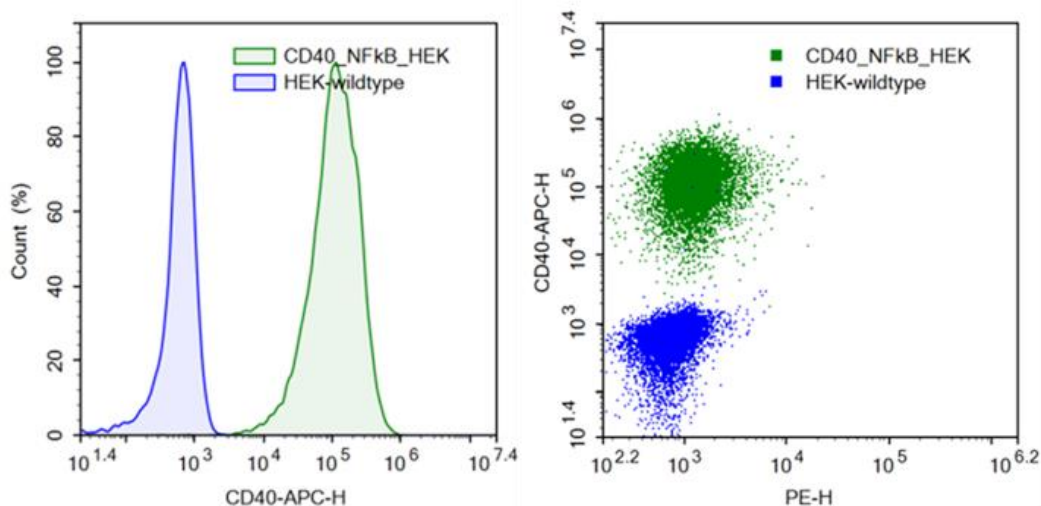 CD40_NFkB_HEK
HEK-wildtype
Count (%)
100
80
60
40
20
0
10^1.4
10^3
10^4
10^5
10^6
10^7.4
CD40-APC-H
CD40_NFkB_HEK
HEK-wildtype
CD40-APC-H
10^7.4
10^6
10^5
10^4
10^3
10^1.4
10^2.2
10^3
10^4
10^5
10^6.2
PE-H